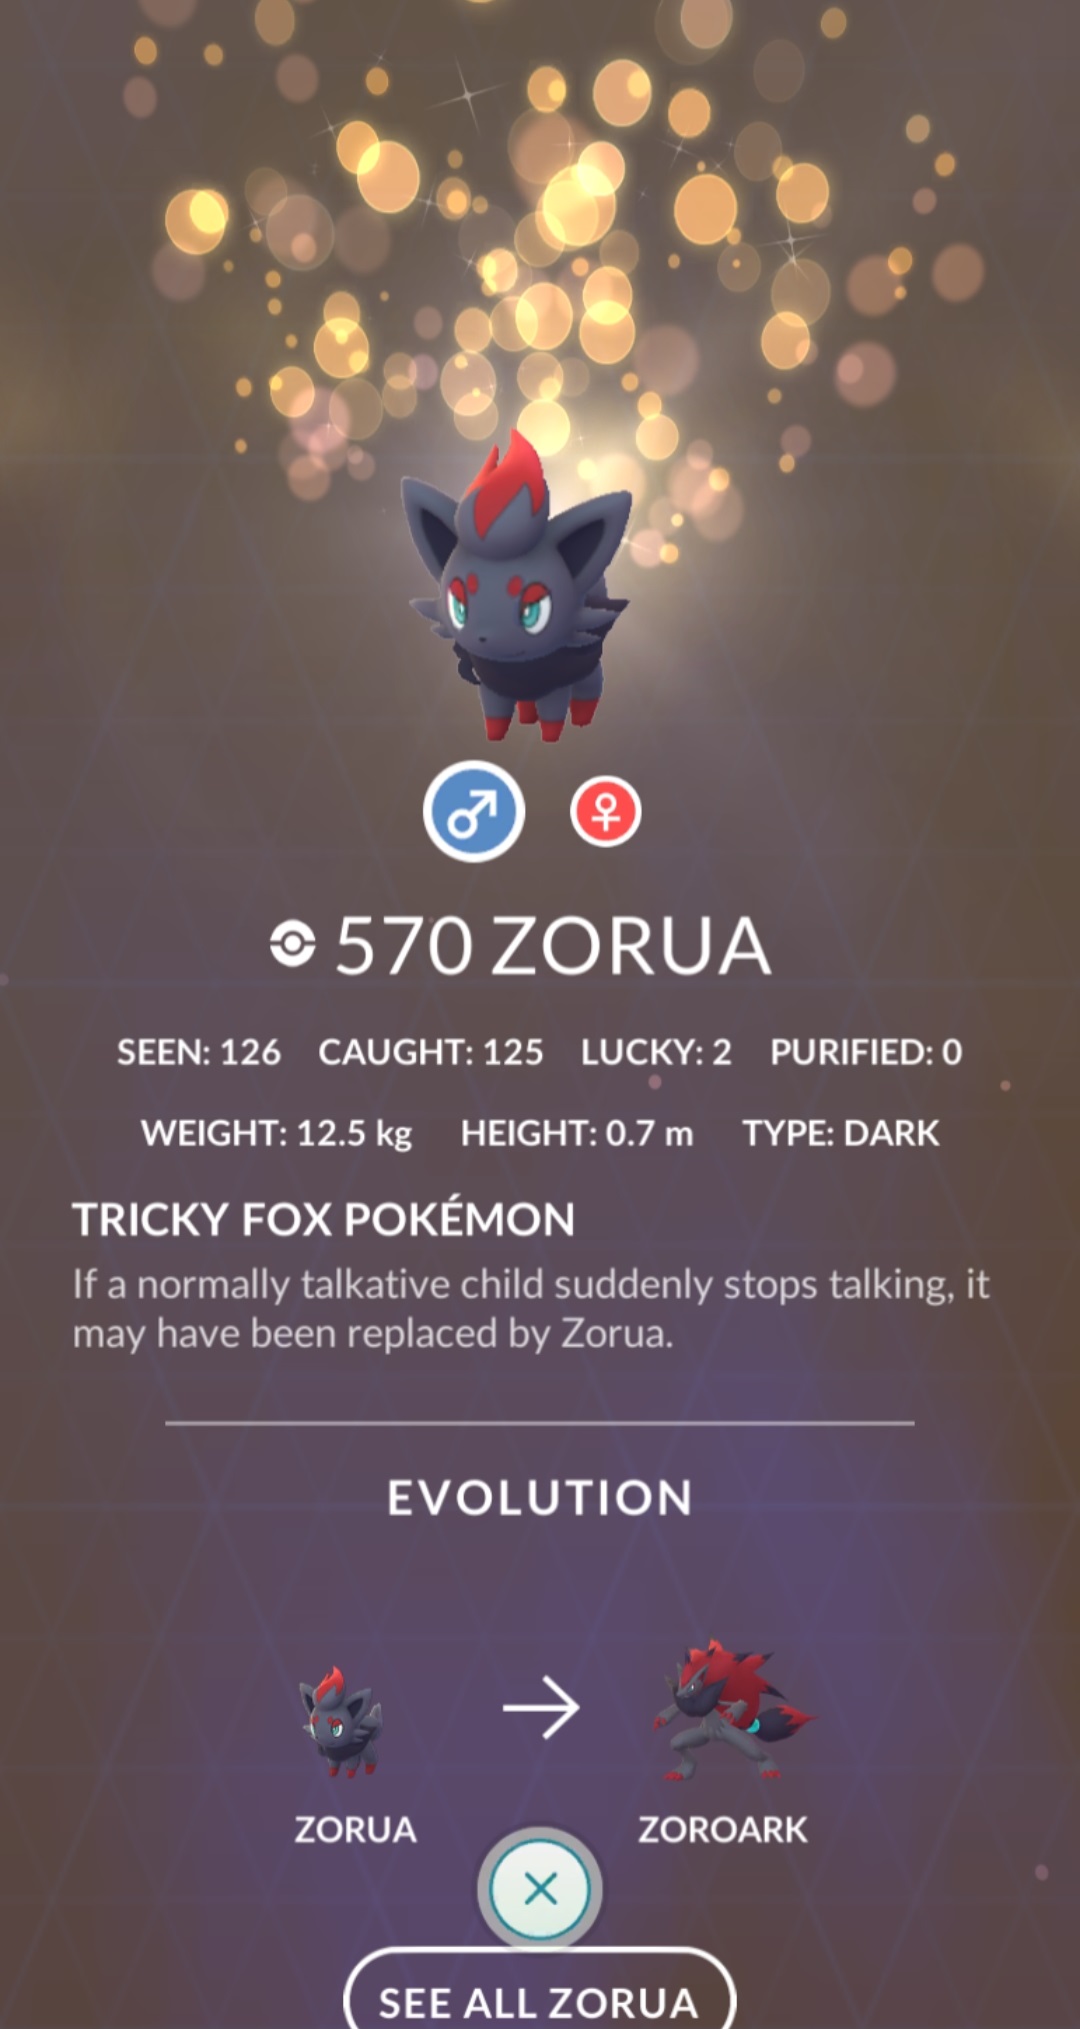 570 ZORUA
SEEN: 126 CAUGHT: 125 LUCKY: 2 PURIFIED: 0
WEIGHT: 12.5 kg HEIGHT: 0.7 m TYPE: DARK
TRICKY FOX POKÉMON
If a normally talkative child suddenly stops talking, it
may have been replaced by Zorua.
EVOLUTION
ZORUA ZOROARK
SEE ALL ZORUA